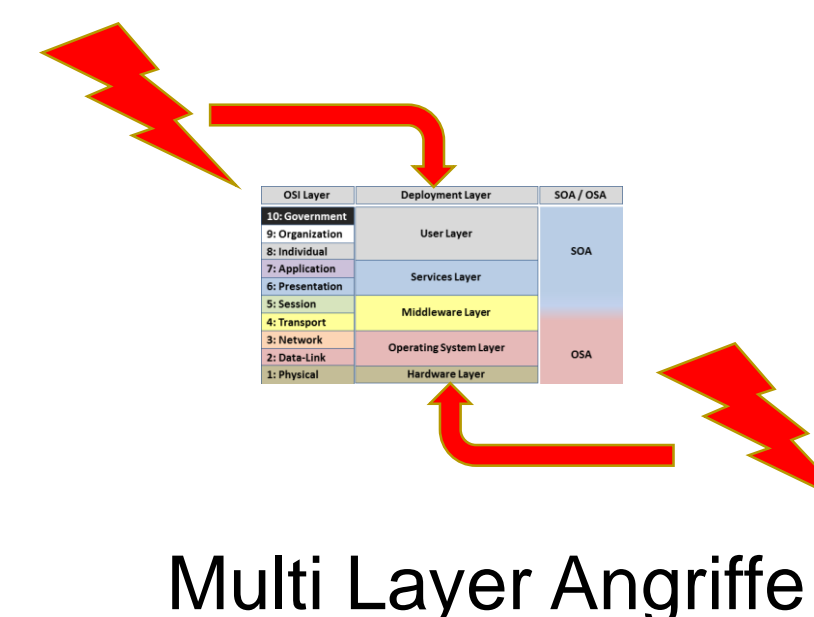 OSI Layer Deployment Layer SOA / OSA
10: Government
9: Organization User Layer
8: Individual SOA
7: Application
6: Presentation Services Layer
5: Session
4: Transport Middleware Layer
3: Network
2: Data-Link Operating System Layer OSA
1: Physical Hardware Layer
Multi Layer Angriffe